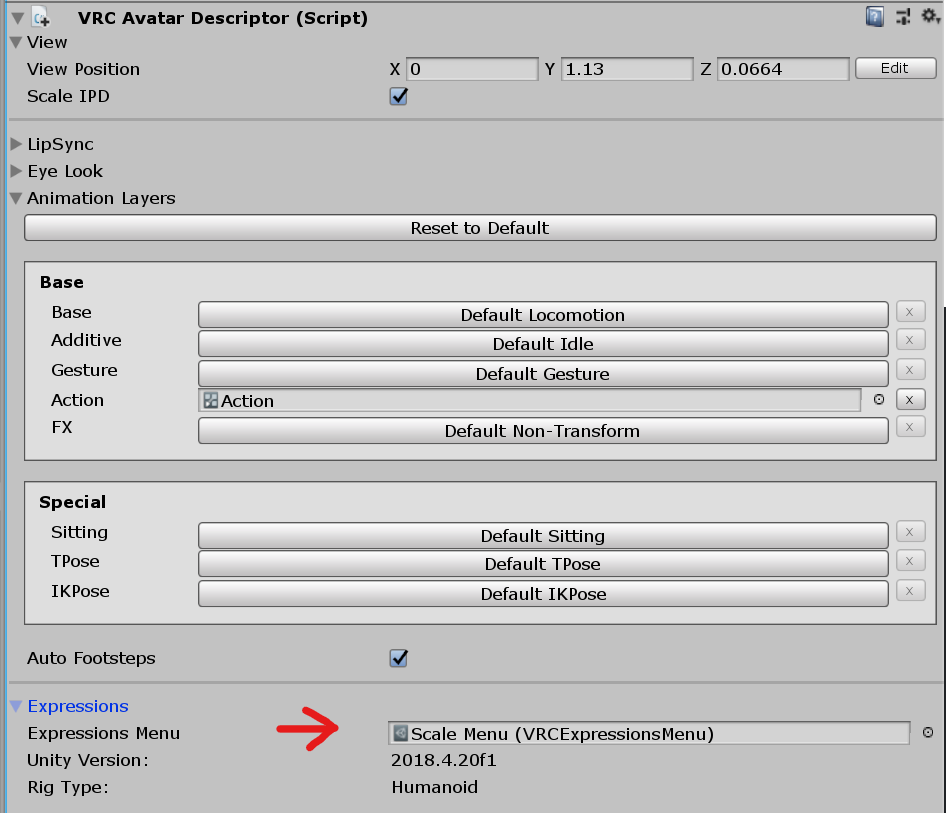 VRC Avatar Descriptor (Script)
View
View Position X 0 Y 1.13 Z 0.0664 Edit
Scale IPD
LipSync
Eye Look
Animation Layers
Reset to Default
Base
Base Default Locomotion x
Additive Default Idle x
Gesture Default Gesture x
Action Action x
FX Default Non-Transform x
Special
Sitting Default Sitting x
TPose Default TPose x
IKPose Default IKPose x
Auto Footsteps
Expressions
Expressions Menu Scale Menu (VRCExpressionsMenu)
Unity Version: 2018.4.20f1
Rig Type: Humanoid